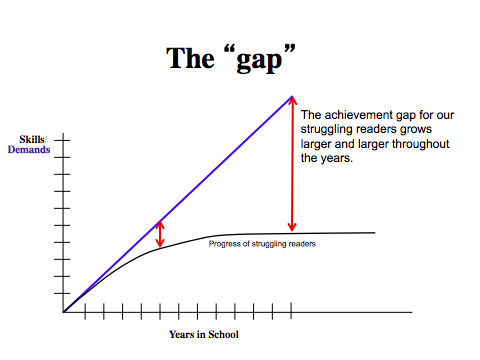 The “gap”
The achievement gap for our
struggling readers grows
larger and larger throughout
the years.
Skills/
Demands
Progress of struggling readers
Years in School